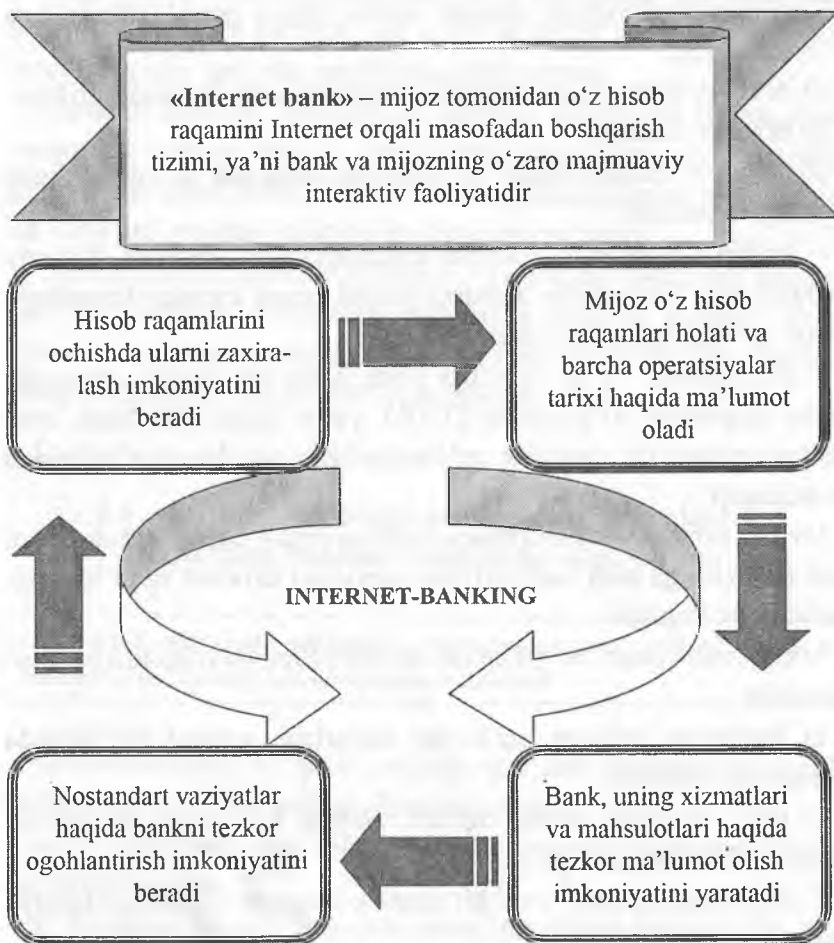 «Internet bank» – mijoz tomonidan o‘z hisob
raqamini Internet orqali masofadan boshqarish
tizimi, ya’ni bank va mijozning o‘zaro majmuaviy
interaktiv faoliyatidir
Hisob raqamlarini
ochishda ularni zaxira-
lash imkoniyatini
beradi
Mijoz o‘z hisob
raqamlari holati va
barcha operatsiyalar
tarixi haqida ma’lumot
oladi
INTERNET-BANKING
Nostandart vaziyatlar
haqida bankni tezkor
ogohlantirish imkoniyatini
beradi
Bank, uning xizmatlari
va mahsulotlari haqida
tezkor ma’lumot olish
imkoniyatini yaratadi